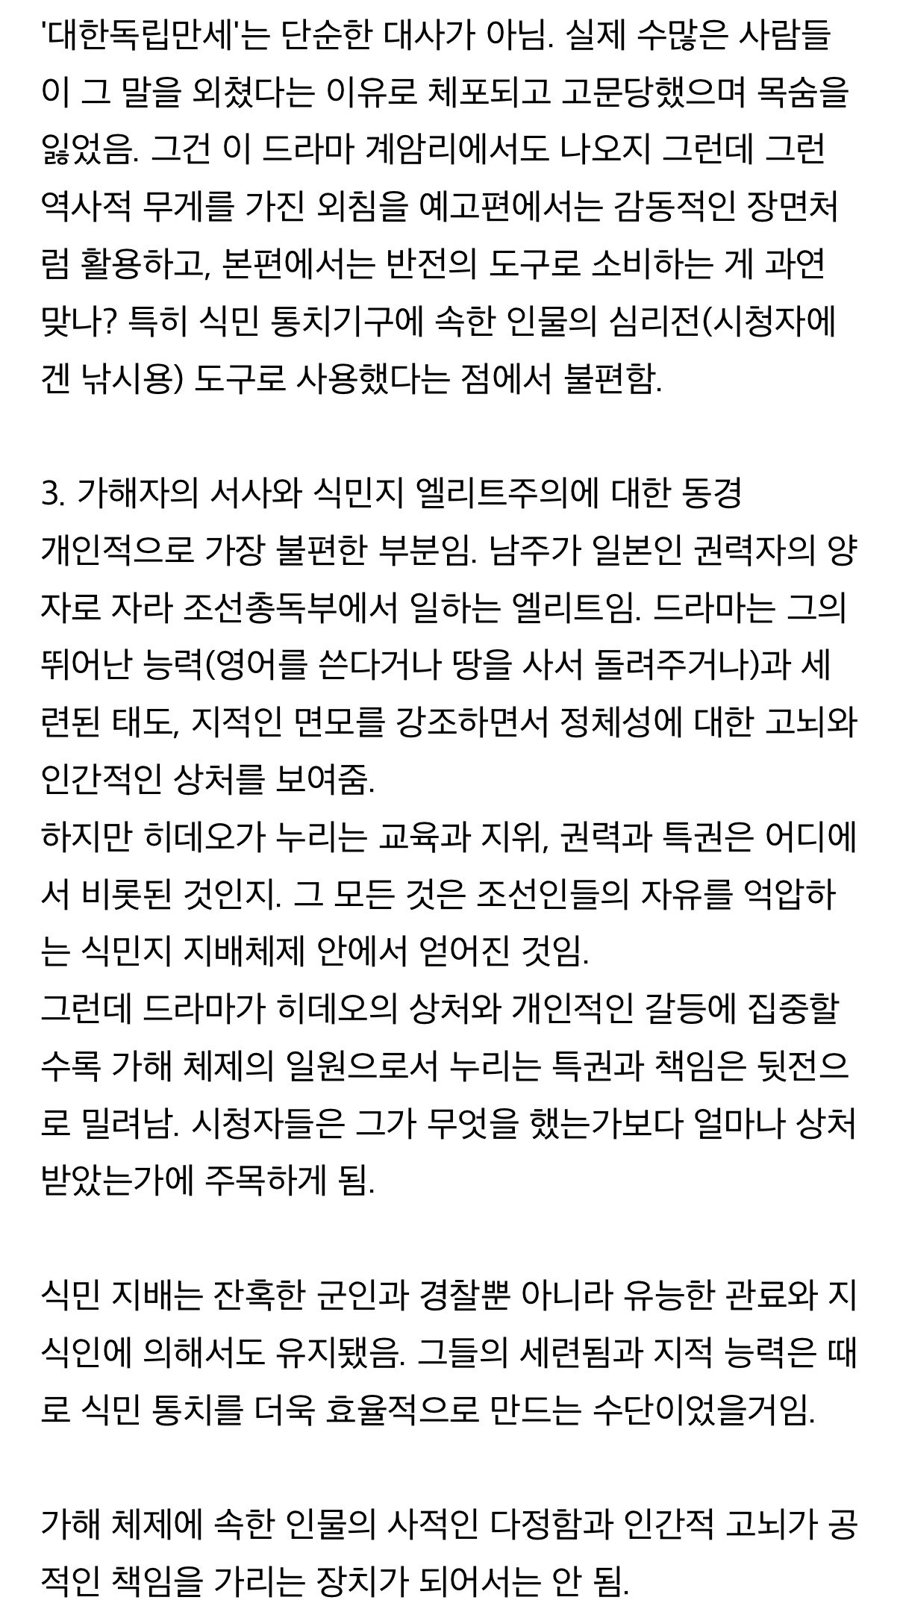 '대한독립만세'는 단순한 대사가 아님. 실제 수많은 사람들
이 그 말을 외쳤다는 이유로 체포되고 고문당했으며 목숨을
잃었음. 그건 이 드라마 계암리에서도 나오지 그런데 그런
역사적 무게를 가진 외침을 예고편에서는 감동적인 장면처
럼 활용하고, 본편에서는 반전의 도구로 소비하는 게 과연
맞나? 특히 식민 통치기구에 속한 인물의 심리전(시청자에
겐 낚시용) 도구로 사용했다는 점에서 불편함.
3. 가해자의 서사와 식민지 엘리트주의에 대한 동경
개인적으로 가장 불편한 부분임. 남주가 일본인 권력자의 양
자로 자라 조선총독부에서 일하는 엘리트임. 드라마는 그의
뛰어난 능력(영어를 쓴다거나 땅을 사서 돌려주거나)과 세
련된 태도, 지적인 면모를 강조하면서 정체성에 대한 고뇌와
인간적인 상처를 보여줌.
하지만 히데오가 누리는 교육과 지위, 권력과 특권은 어디에
서 비롯된 것인지. 그 모든 것은 조선인들의 자유를 억압하
는 식민지 지배체제 안에서 얻어진 것임.
그런데 드라마가 히데오의 상처와 개인적인 갈등에 집중할
수록 가해 체제의 일원으로서 누리는 특권과 책임은 뒷전으
로 밀려남. 시청자들은 그가 무엇을 했는가보다 얼마나 상처
받았는가에 주목하게 됨.
식민 지배는 잔혹한 군인과 경찰뿐 아니라 유능한 관료와 지
식인에 의해서도 유지됐음. 그들의 세련됨과 지적 능력은 때
로 식민 통치를 더욱 효율적으로 만드는 수단이었을거임.
가해 체제에 속한 인물의 사적인 다정함과 인간적 고뇌가 공
적인 책임을 가리는 장치가 되어서는 안 됨.